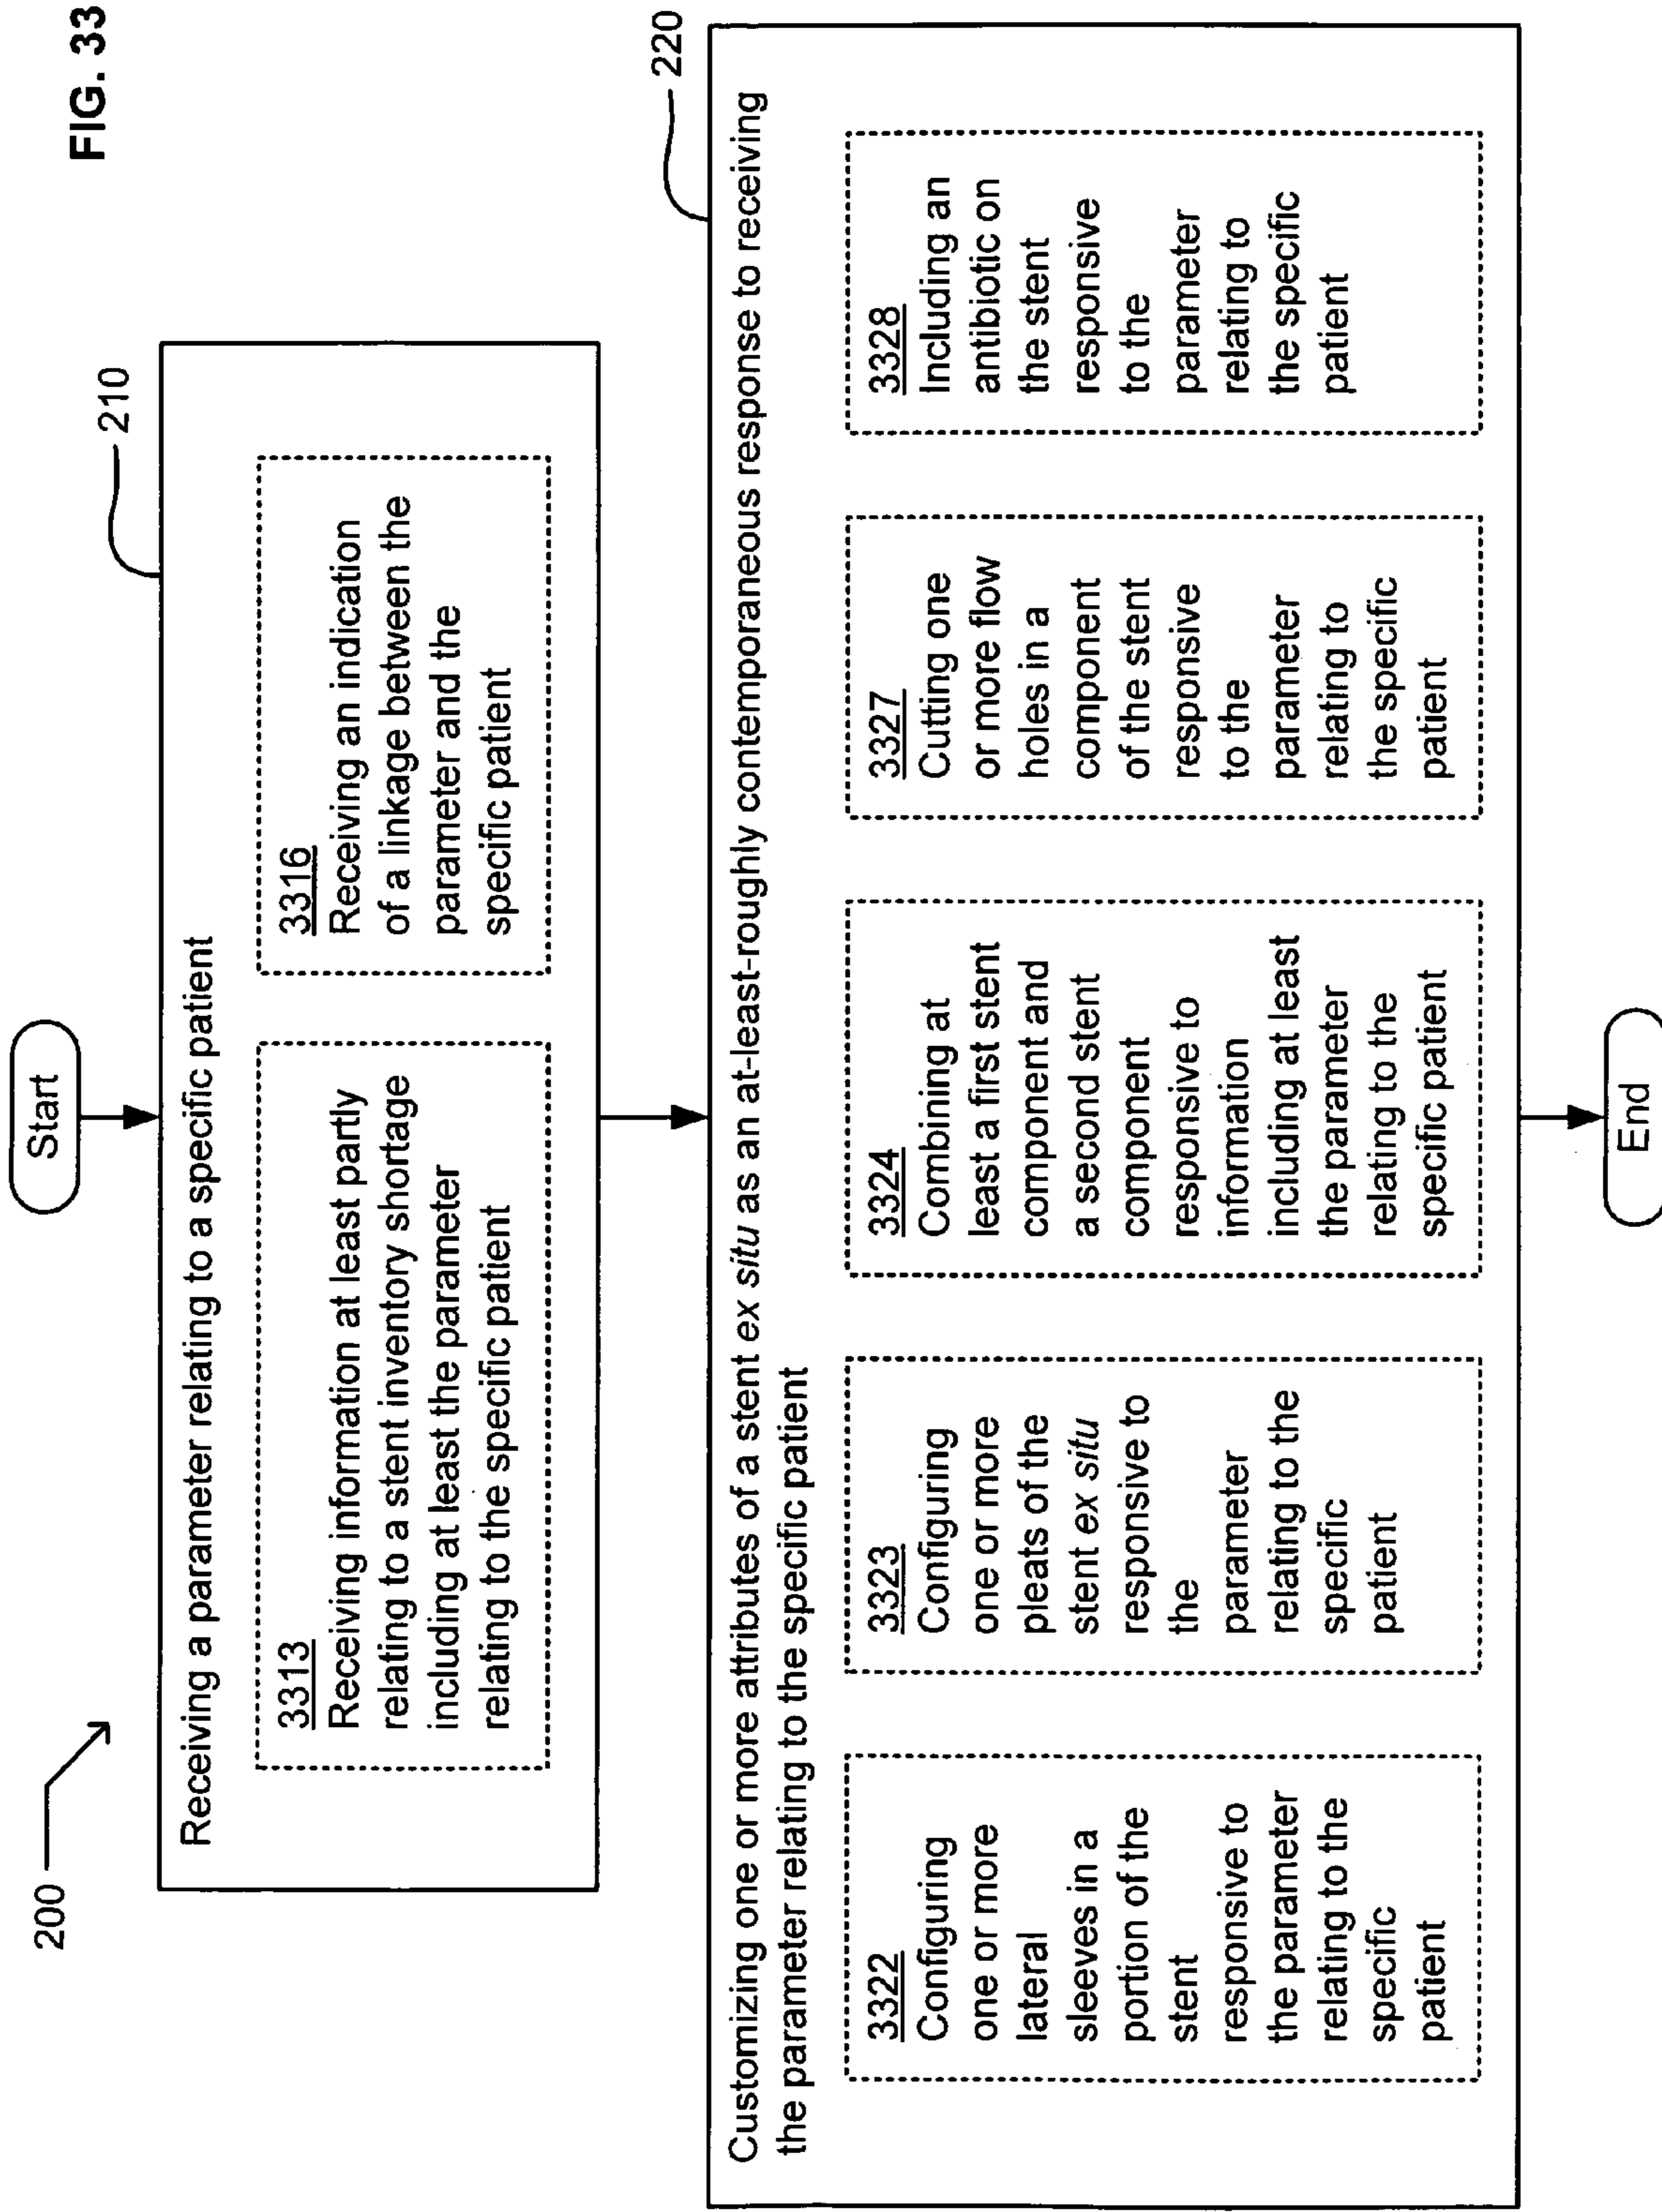 FIG. 33
200
Start
210
Receiving a parameter relating to a specific patient
3313
Receiving information at least partly
relating to a stent inventory shortage
including at least the parameter
relating to the specific patient
3316
Receiving an indication
of a linkage between the
parameter and the
specific patient
220
Customizing one or more attributes of a stent ex situ as an at-least-roughly contemporaneous response to receiving
the parameter relating to the specific patient
3322
Configuring
one or more
lateral
sleeves in a
portion of the
stent
responsive to
the parameter
relating to the
specific
patient
3323
Configuring
one or more
pleats of the
stent ex situ
responsive to
the
parameter
relating to the
specific
patient
3324
Combining at
least a first stent
component and
a second stent
component
responsive to
information
including at least
the parameter
relating to the
specific patient
3327
Cutting one
or more flow
holes in a
component
of the stent
responsive
to the
parameter
relating to
the specific
patient
3328
Including an
antibiotic on
the stent
responsive
to the
parameter
relating to
the specific
patient
End